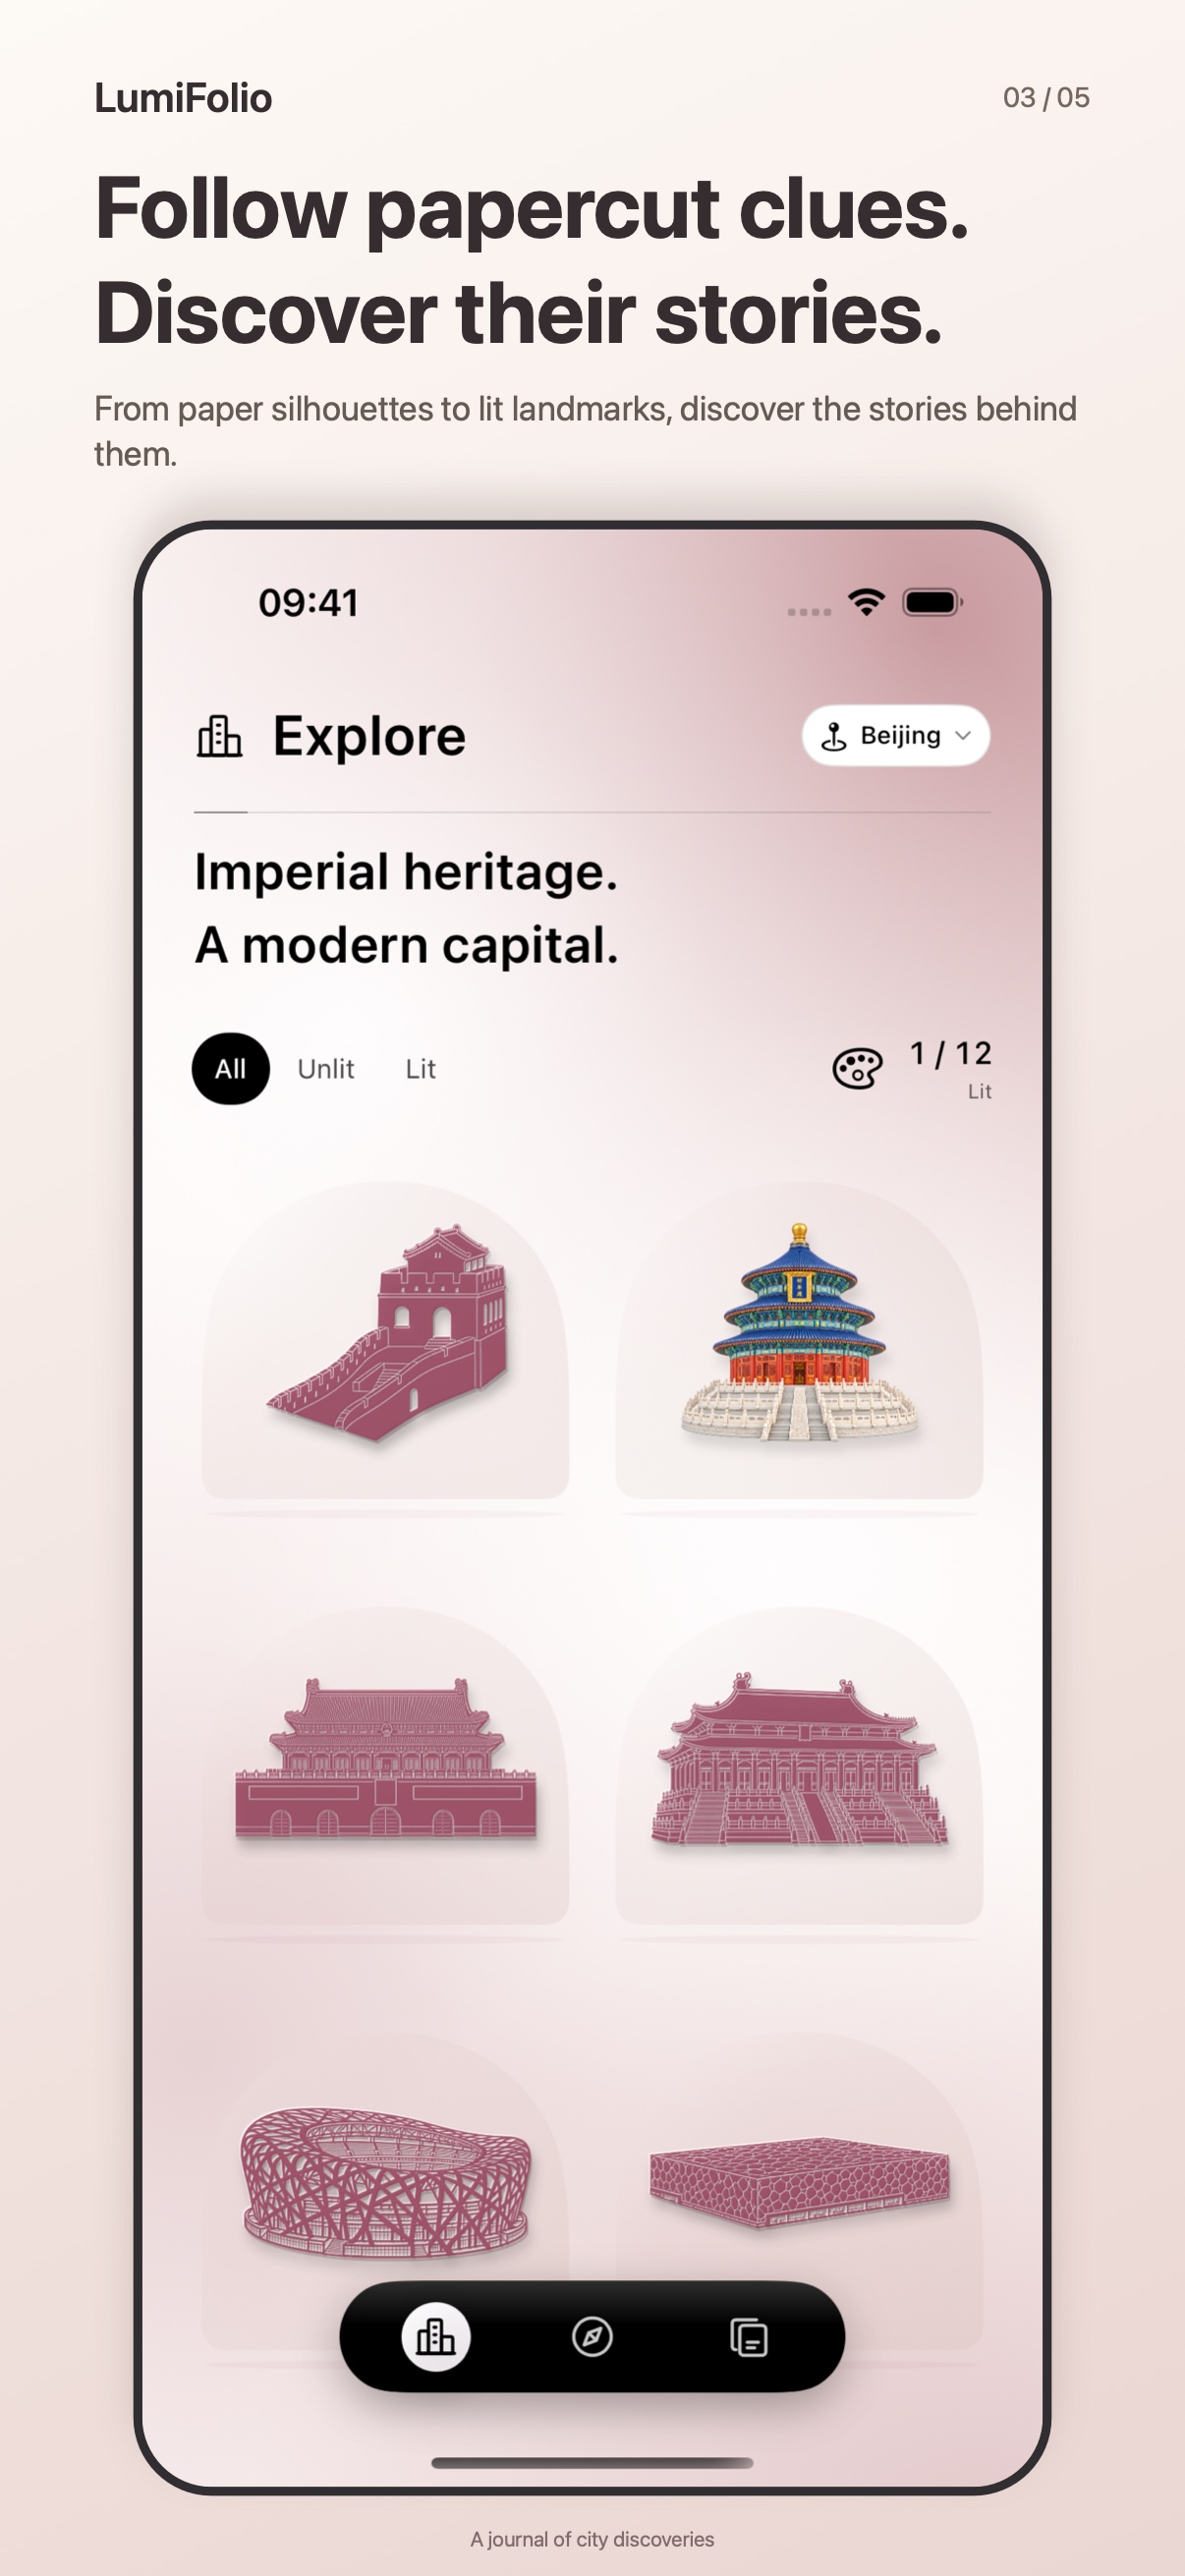 LumiFolio
03 / 05
Follow papercut clues.
Discover their stories.
From paper silhouettes to lit landmarks, discover the stories behind
them.
09:41
Explore
Beijing
Imperial heritage.
A modern capital.
All
Unlit
Lit
1 / 12
Lit
A journal of city discoveries